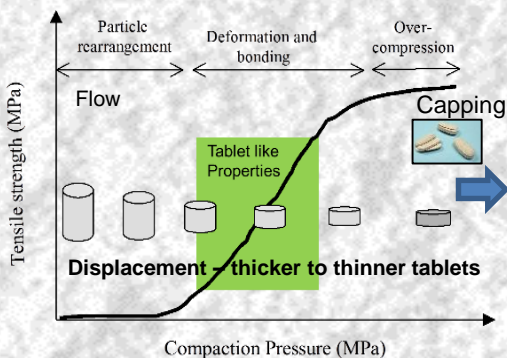 Particle
rearrangement
Deformation and
bonding
Over-
compression
Flow
Capping
Tablet like
Properties
Displacement – thicker to thinner tablets
Tensile strength (MPa)
Compaction Pressure (MPa)